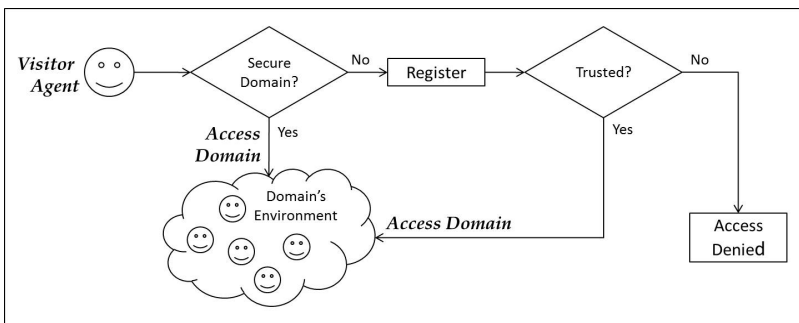 Visitor
Agent
Secure
Domain?
No
Register
Trusted?
No
Yes
Access
Domain
Yes
Domain's
Environment
Access Domain
Access
Denied